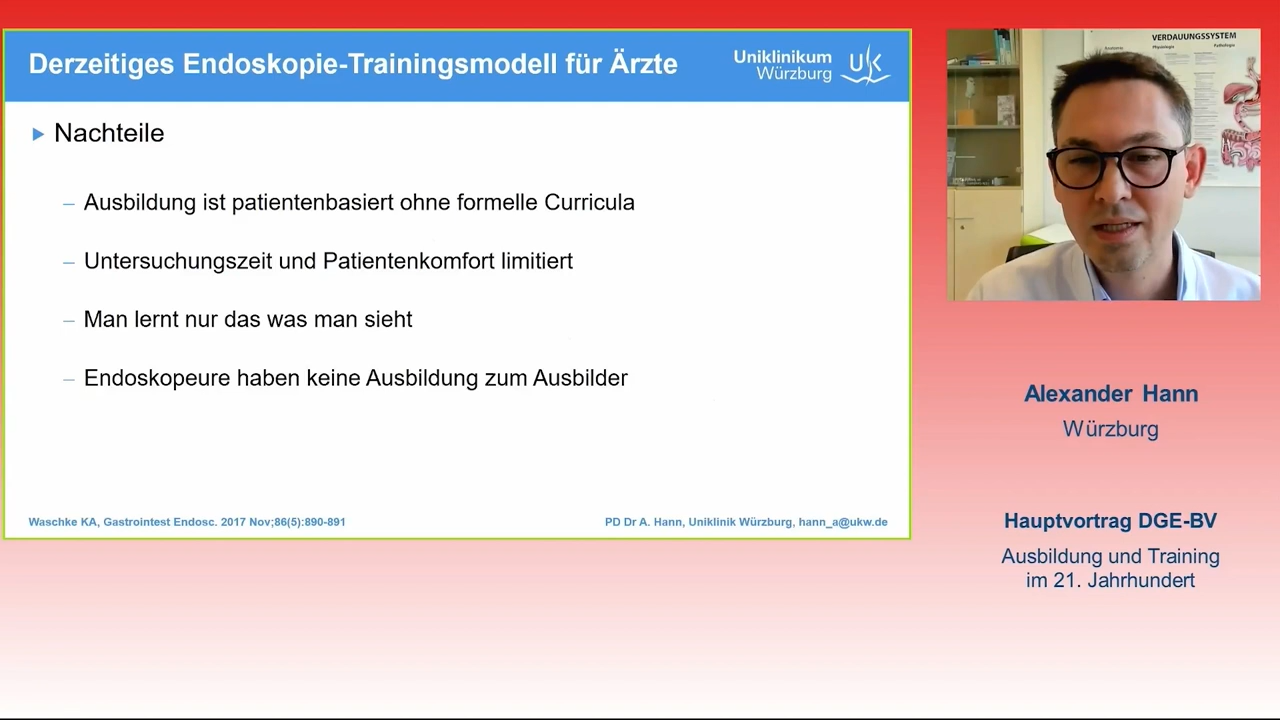 Derzeitiges Endoskopie-Trainingsmodell für Ärzte
Uniklinikum
Würzburg
UK
Nachteile
– Ausbildung ist patientenbasiert ohne formelle Curricula
– Untersuchungszeit und Patientenkomfort limitiert
– Man lernt nur das was man sieht
– Endoskopeure haben keine Ausbildung zum Ausbilder
Waschke KA, Gastrointest Endosc. 2017 Nov;86(5):890-891
PD Dr A. Hann, Uniklinik Würzburg, hann_a@ukw.de
VERDAUUNGSSYSTEM
Physiologie
Pathologie
Alexander Hann
Würzburg
Hauptvortrag DGE-BV
Ausbildung und Training
im 21. Jahrhundert